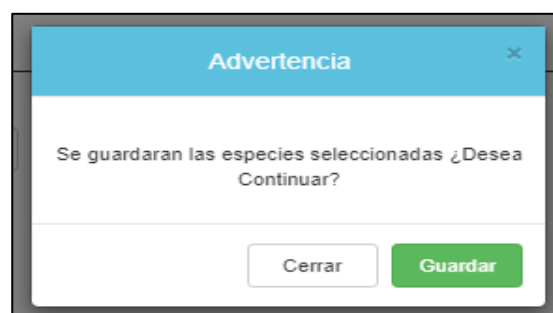 Advertencia ×
Se guardaran las especies seleccionadas ¿Desea
Continuar?
Cerrar Guardar